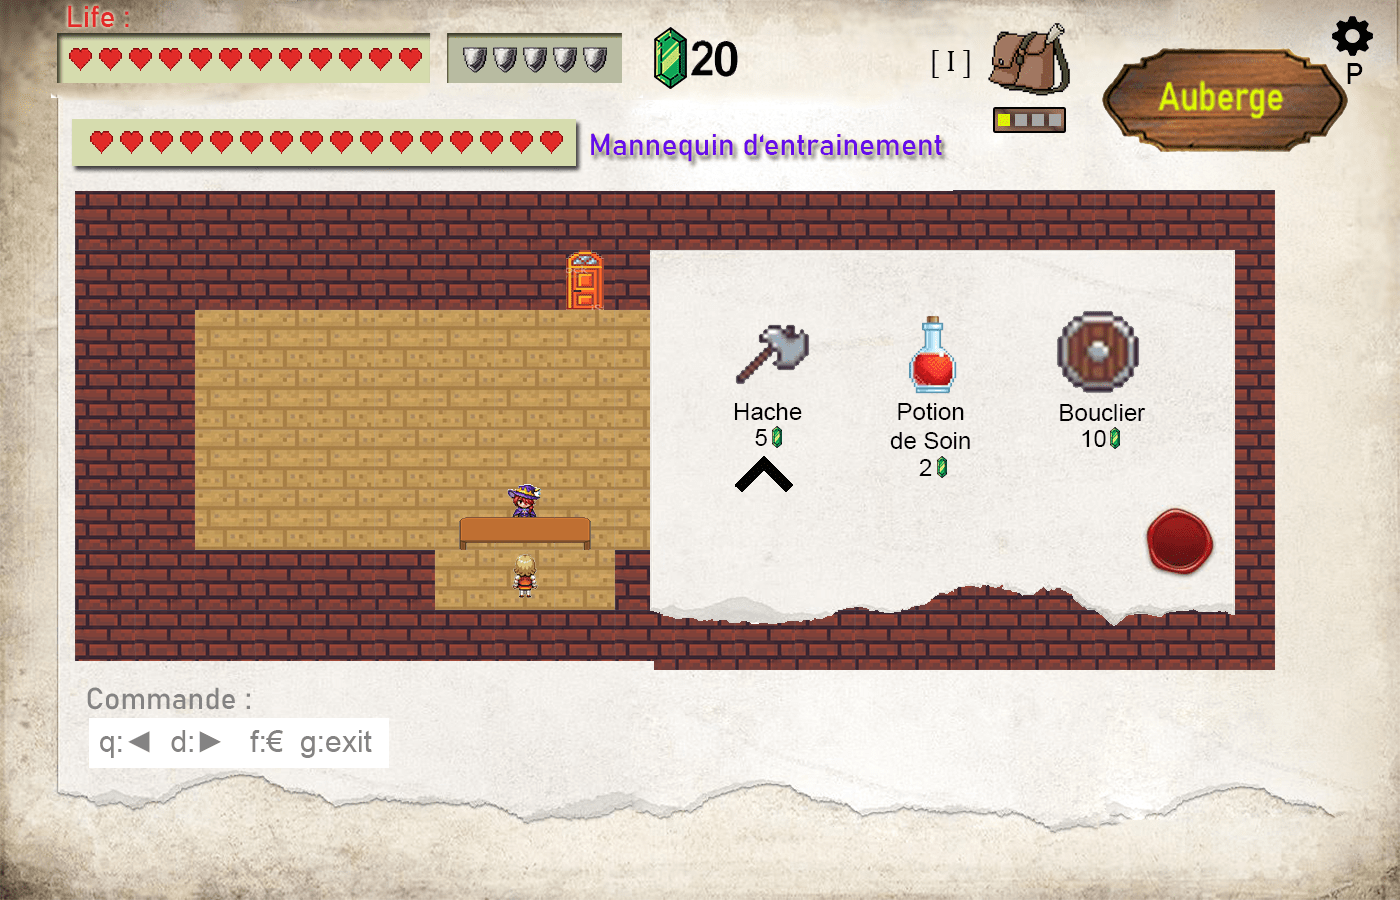 Life :
20
[ I ]
P
Auberge
Mannequin d'entrainement
Hache
5
Potion
de Soin
2
Bouclier
10
Commande :
q:◄ d:► f:€ g:exit